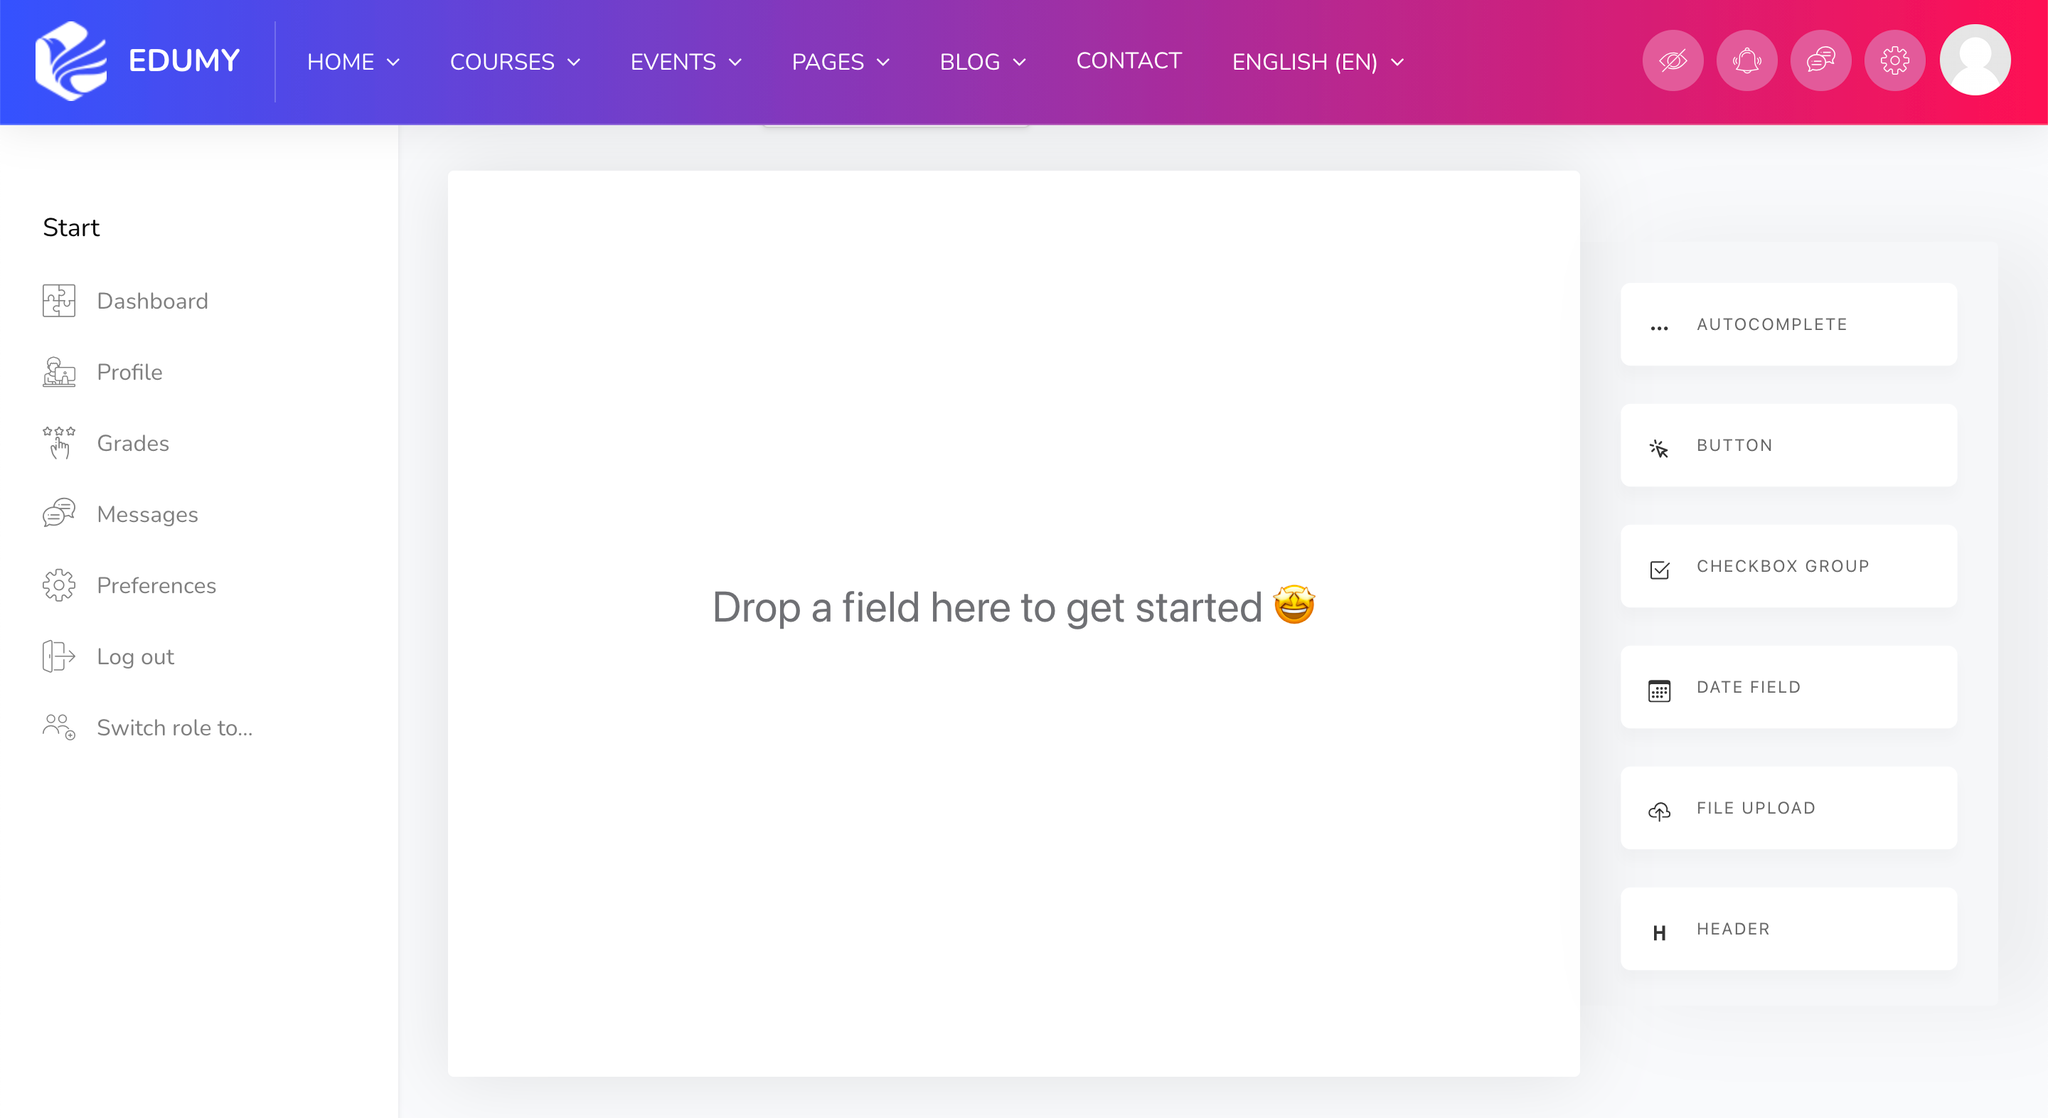 EDUMY
HOME
COURSES
EVENTS
PAGES
BLOG
CONTACT
ENGLISH (EN)
Start
Dashboard
Profile
Grades
Messages
Preferences
Log out
Switch role to...
Drop a field here to get started 🤩
AUTOCOMPLETE
BUTTON
CHECKBOX GROUP
DATE FIELD
FILE UPLOAD
H HEADER